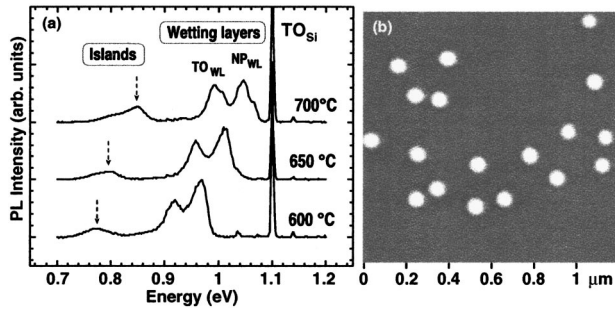 (a)
Wetting layers
TO_Si
Islands
TO_WL
NP_WL
700°C
650 °C
600 °C
PL Intensity (arb. units)
0.7 0.8 0.9 1.0 1.1 1.2
Energy (eV)
(b)
0 0.2 0.4 0.6 0.8 1 μm